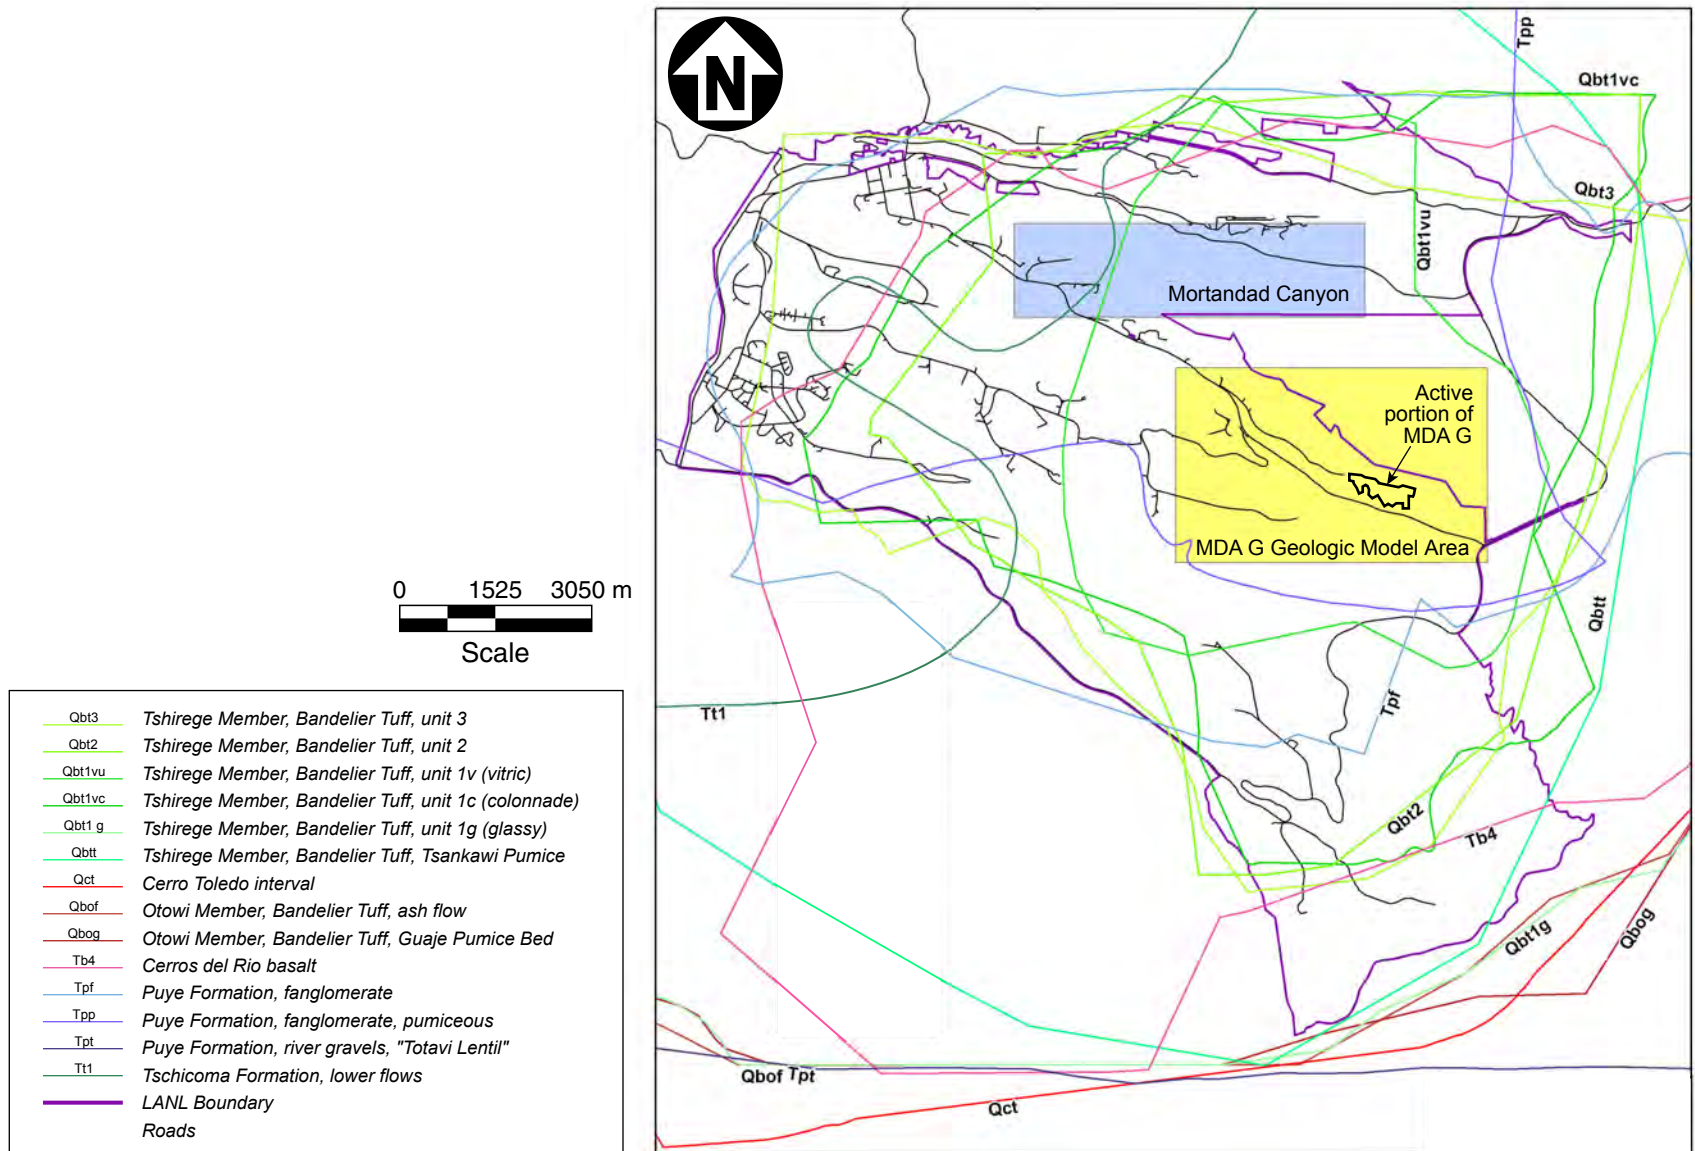 N
Tpp
Qbt1vc
Qbt3
Qbt1vu
Mortandad Canyon
Active
portion of
MDA G
MDA G Geologic Model Area
0 1525 3050 m
Scale
Qbtt
Tpf
Tt1
Qbt2
Tb4
Qbt1g
Qbog
Qbof Tpt
Qct
Qbt3 Tshirege Member, Bandelier Tuff, unit 3
Qbt2 Tshirege Member, Bandelier Tuff, unit 2
Qbt1vu Tshirege Member, Bandelier Tuff, unit 1v (vitric)
Qbt1vc Tshirege Member, Bandelier Tuff, unit 1c (colonnade)
Qbt1 g Tshirege Member, Bandelier Tuff, unit 1g (glassy)
Qbtt Tshirege Member, Bandelier Tuff, Tsankawi Pumice
Qct Cerro Toledo interval
Qbof Otowi Member, Bandelier Tuff, ash flow
Qbog Otowi Member, Bandelier Tuff, Guaje Pumice Bed
Tb4 Cerros del Rio basalt
Tpf Puye Formation, fanglomerate
Tpp Puye Formation, fanglomerate, pumiceous
Tpt Puye Formation, river gravels, "Totavi Lentil"
Tt1 Tschicoma Formation, lower flows
LANL Boundary
Roads